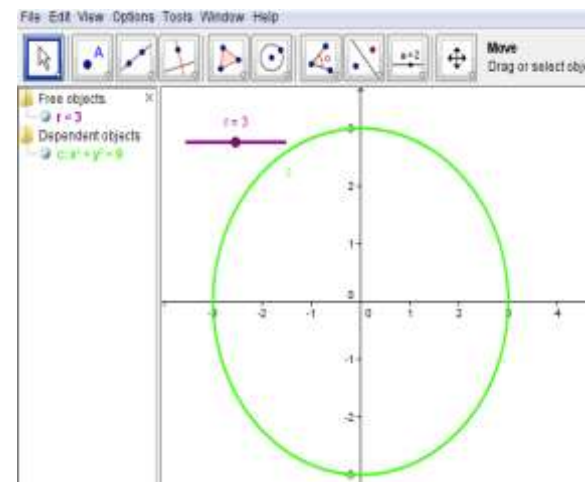 File Edit View Options Tools Window Help
A
a=2
Move
Drag or select obj
Free objects
r = 3
Dependent objects
c: x² + y² = 9
r = 3
3
2
1
0
-3 -2 -1 0 1 2 3 4
-1
-2
-3